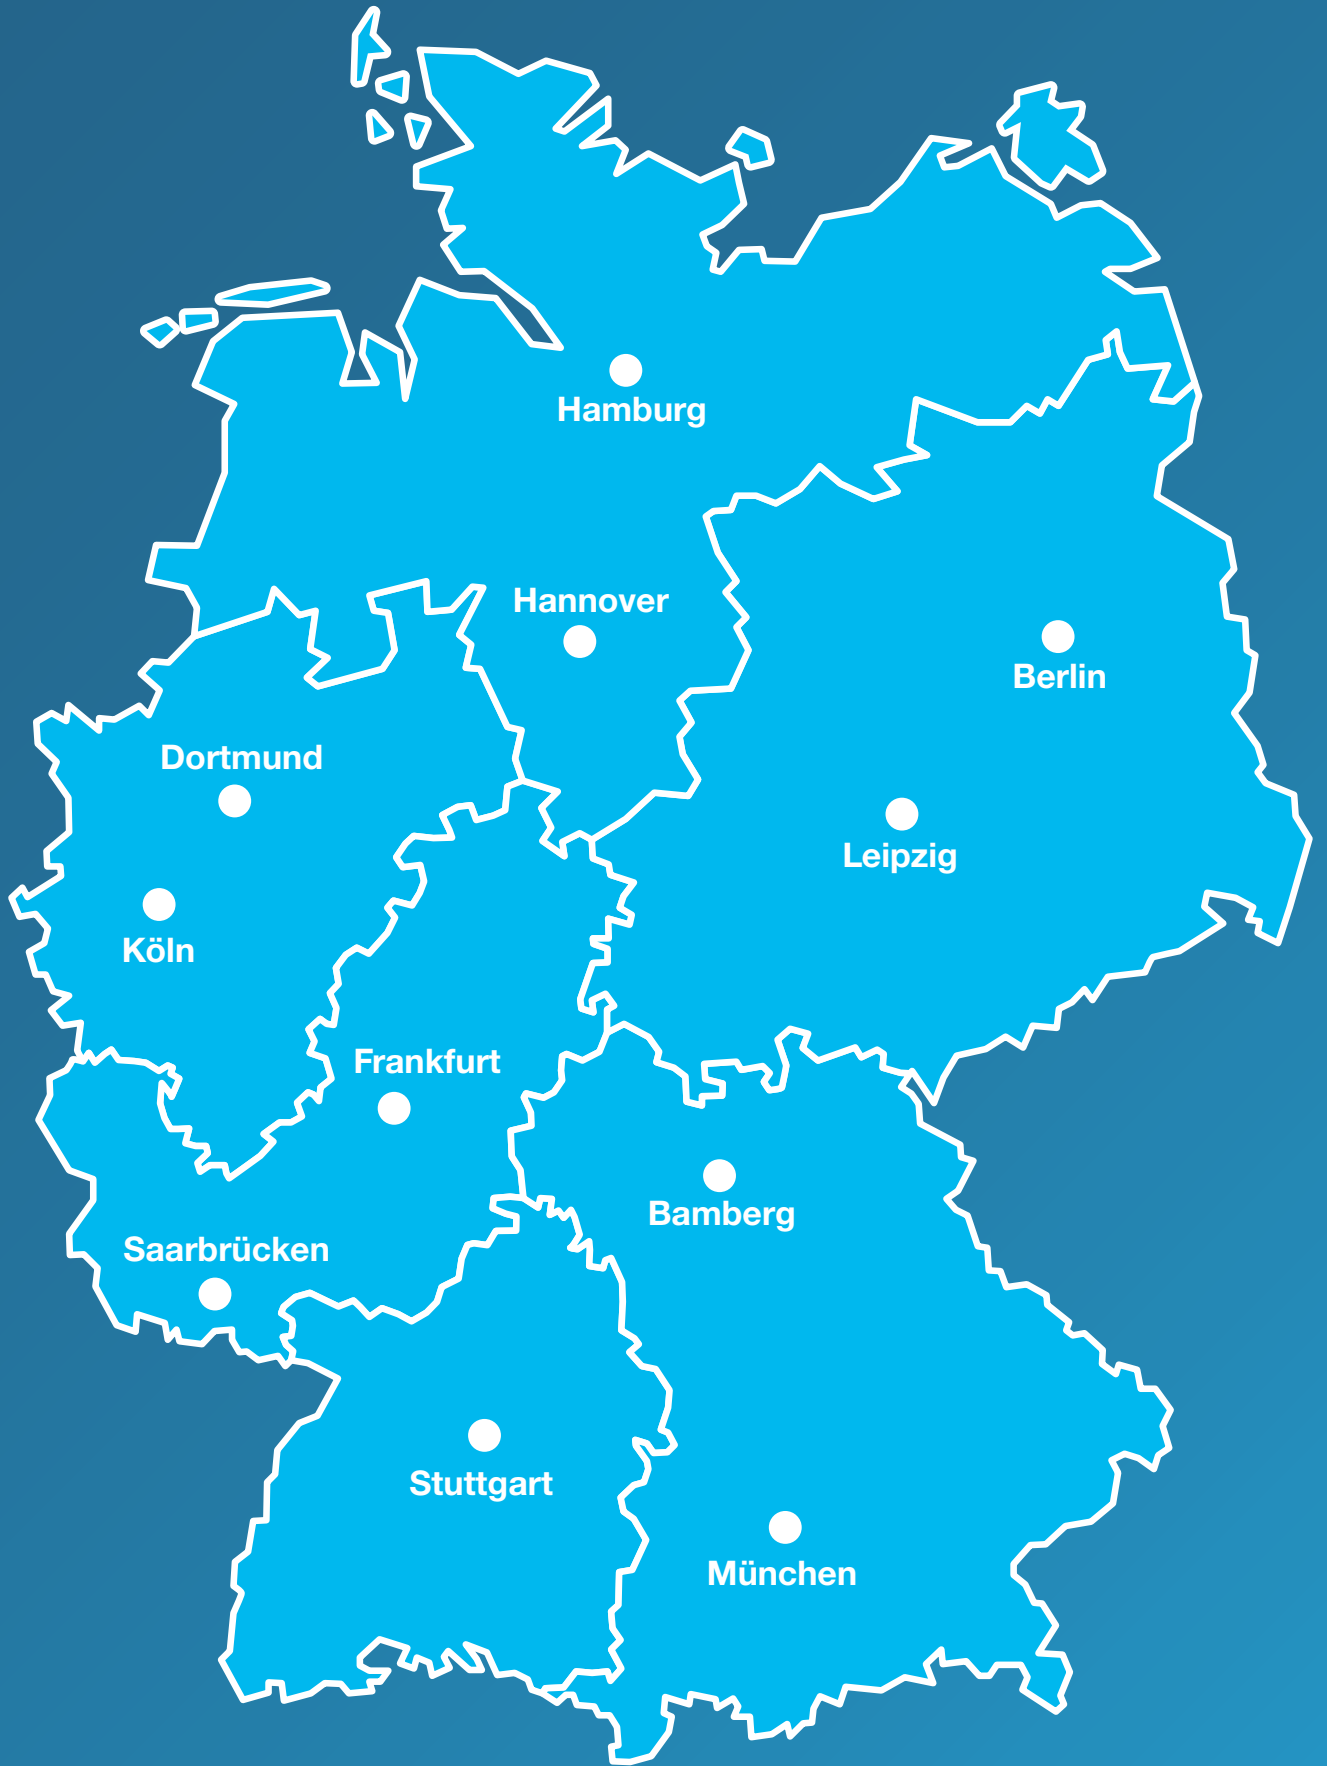 Hamburg
Hannover
Berlin
Dortmund
Leipzig
Köln
Frankfurt
Bamberg
Saarbrücken
Stuttgart
München